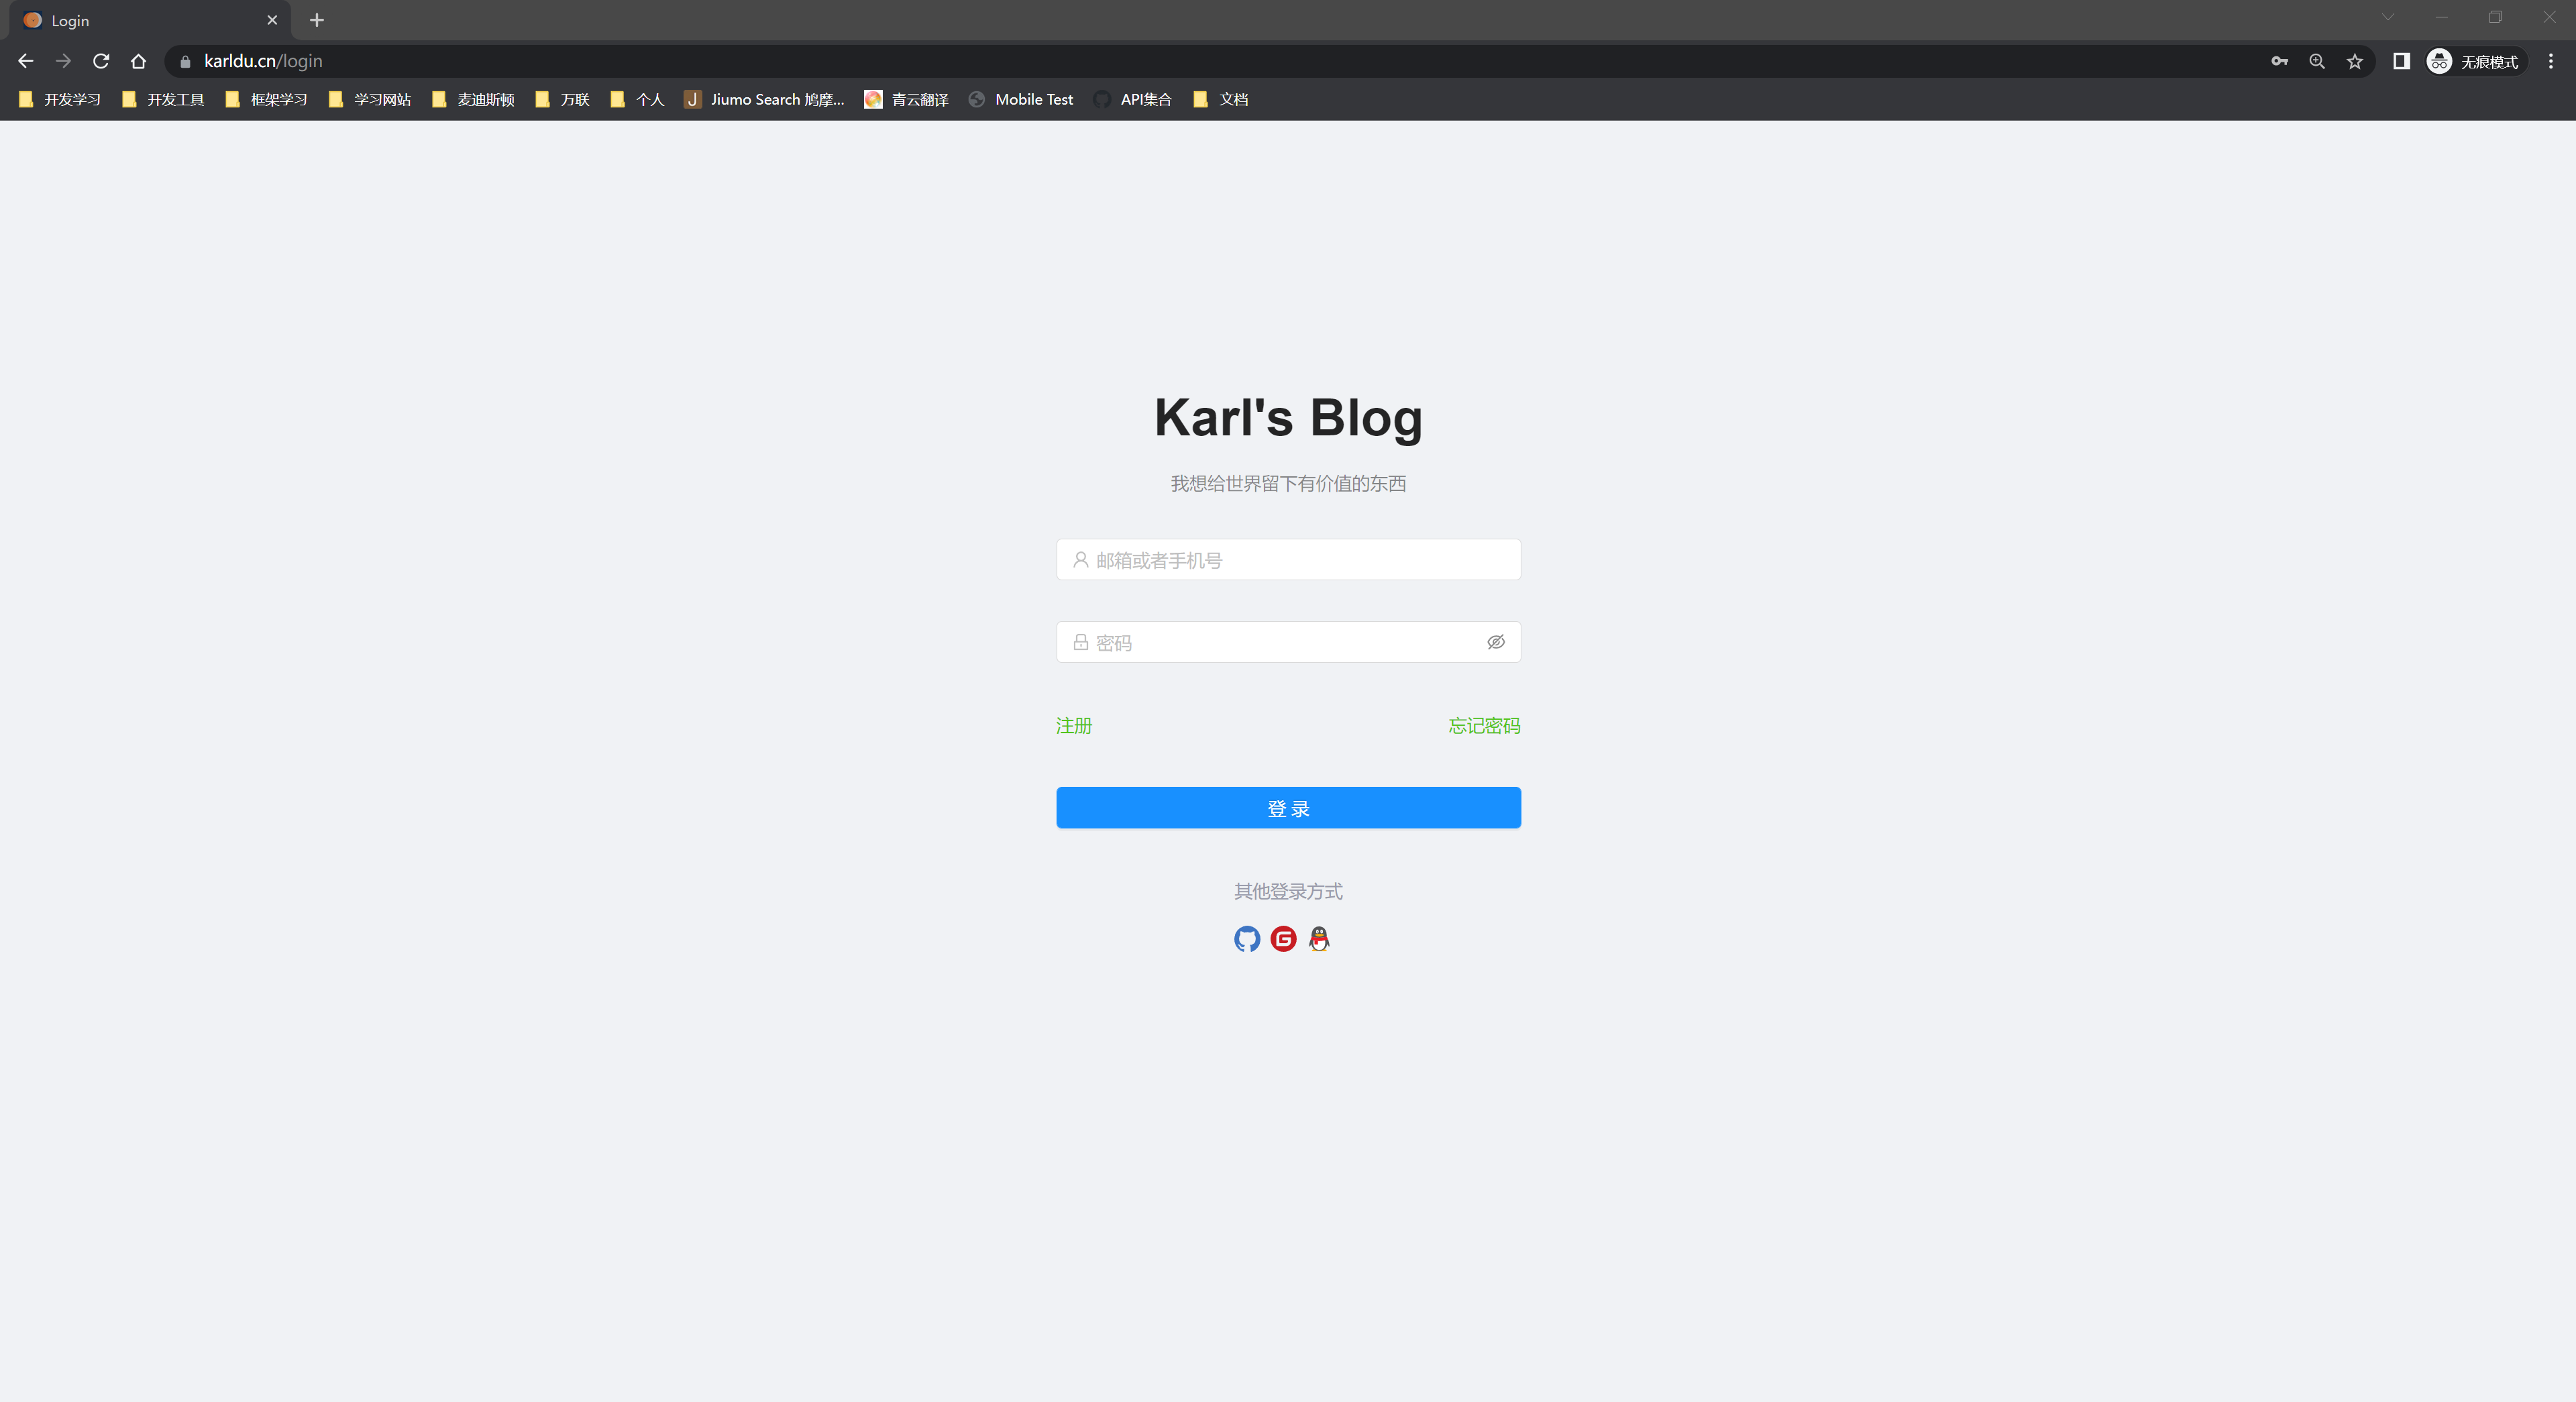 Login
karldu.cn/login
无痕模式
开发学习 开发工具 框架学习 学习网站 麦迪斯顿 万联 个人 J Jiumo Search 鸠摩... 青云翻译 Mobile Test API集合 文档
Karl's Blog
我想给世界留下有价值的东西
邮箱或者手机号
密码
注册 忘记密码
登 录
其他登录方式
G